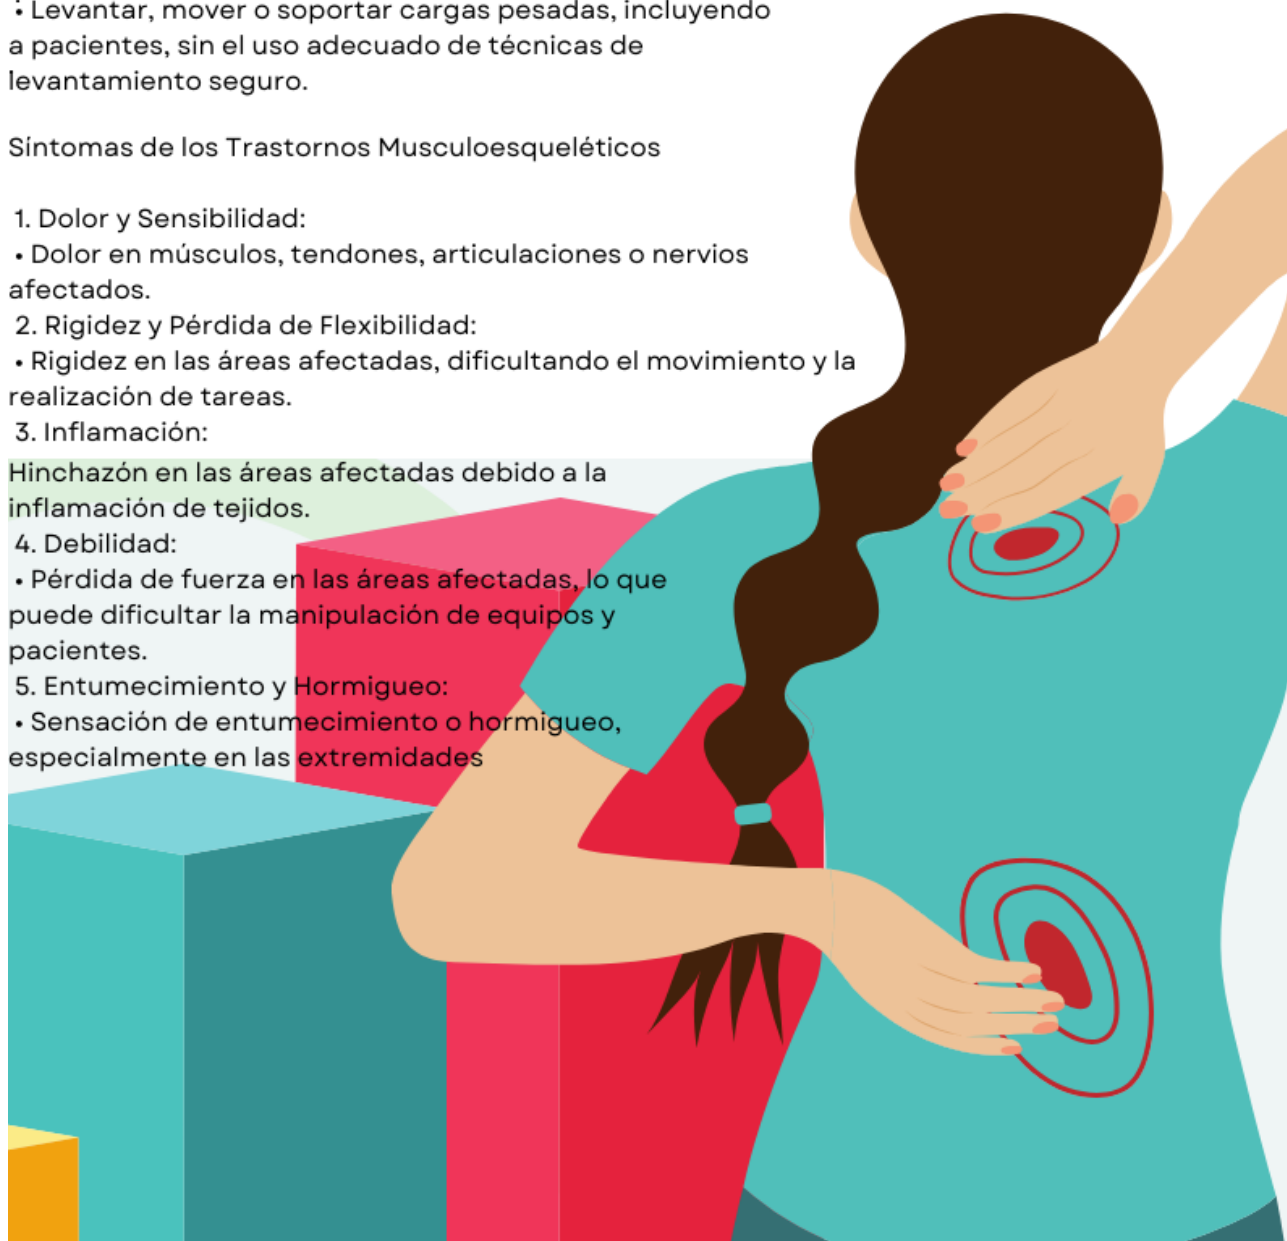 • Levantar, mover o soportar cargas pesadas, incluyendo
a pacientes, sin el uso adecuado de técnicas de
levantamiento seguro.
Síntomas de los Trastornos Musculoesqueléticos
1. Dolor y Sensibilidad:
• Dolor en músculos, tendones, articulaciones o nervios
afectados.
2. Rigidez y Pérdida de Flexibilidad:
• Rigidez en las áreas afectadas, dificultando el movimiento y la
realización de tareas.
3. Inflamación:
Hinchazón en las áreas afectadas debido a la
inflamación de tejidos.
4. Debilidad:
• Pérdida de fuerza en las áreas afectadas, lo que
puede dificultar la manipulación de equipos y
pacientes.
5. Entumecimiento y Hormigueo:
• Sensación de entumecimiento o hormigueo,
especialmente en las extremidades